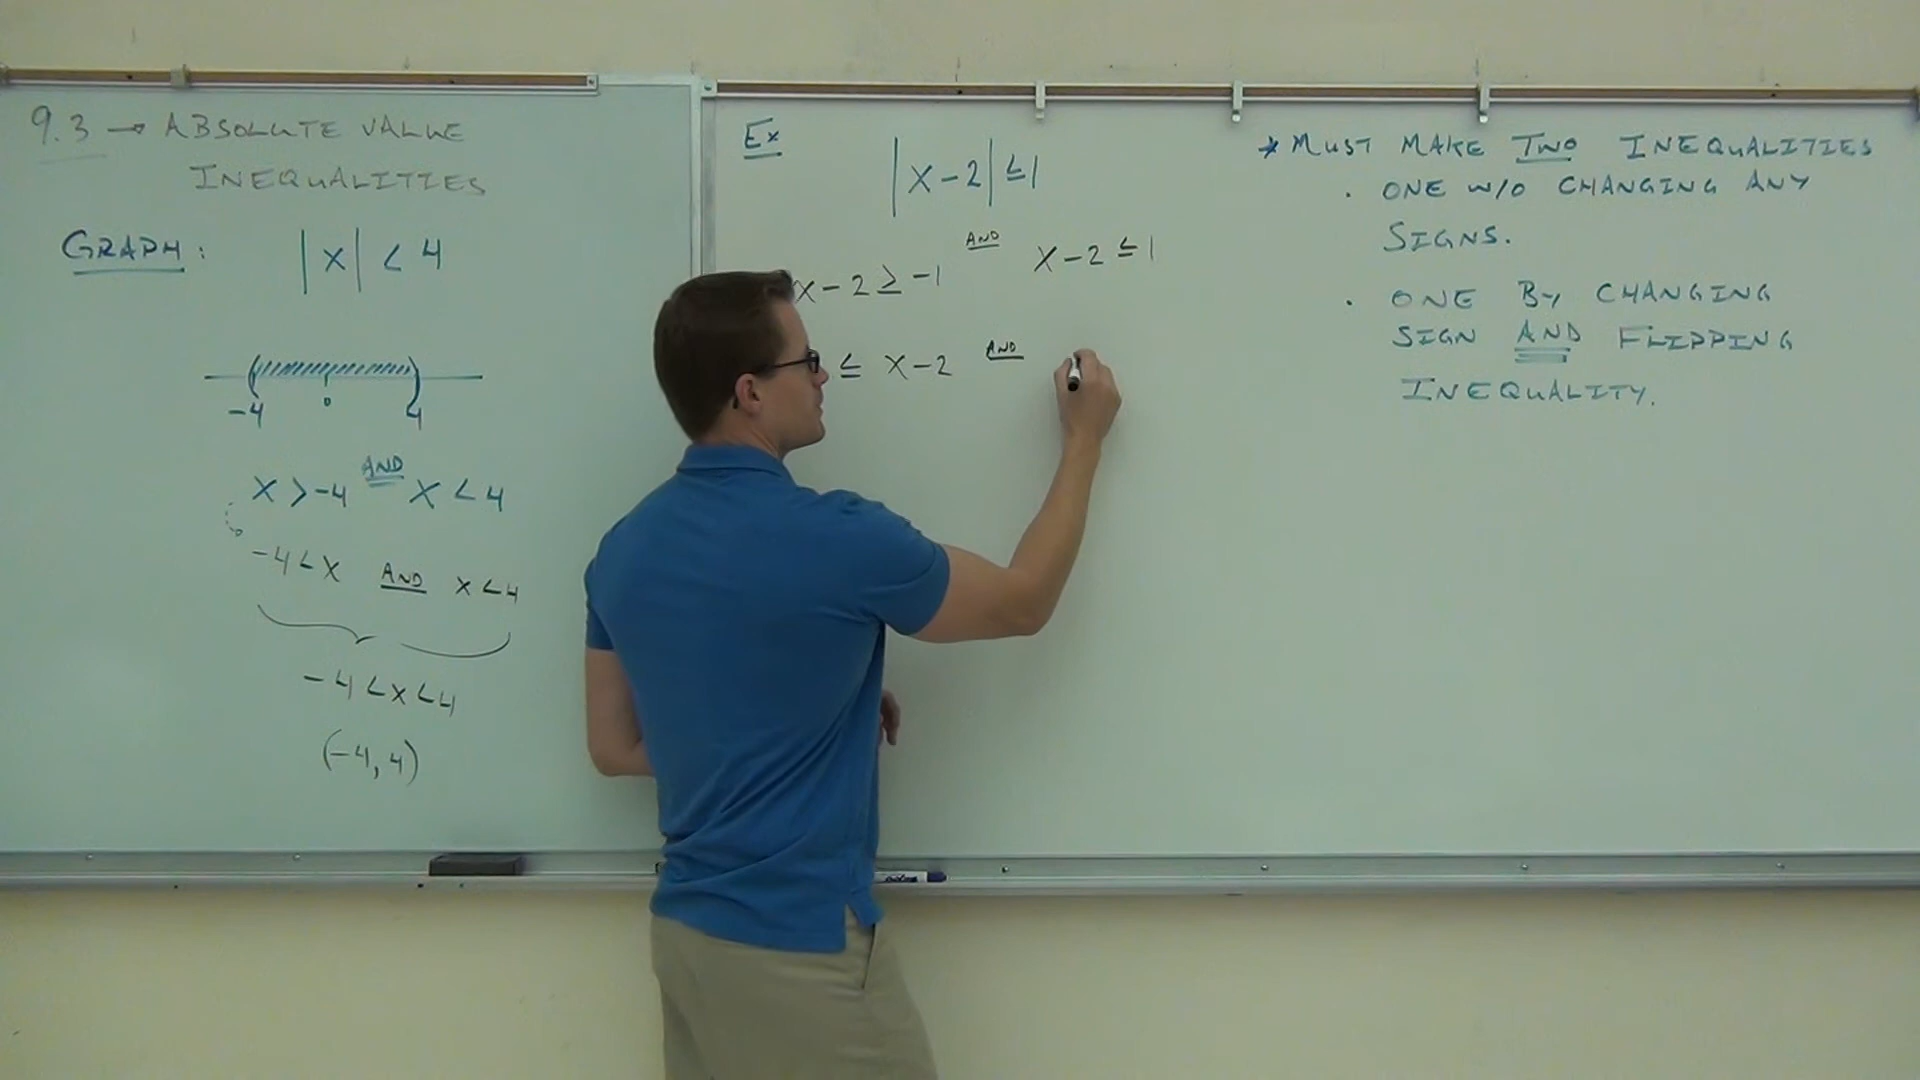 9.3 → ABSOLUTE VALUE
INEQUALITIES
GRAPH: |x| < 4
-4 0 4
x > -4 AND x < 4
-4 < x AND x < 4
-4 < x < 4
(-4, 4)
Ex
|x-2| ≤ 1
x-2 ≥ -1 AND x-2 ≤ 1
≤ x-2 AND
* MUST MAKE TWO INEQUALITIES
· ONE W/O CHANGING ANY
SIGNS.
· ONE BY CHANGING
SIGN AND FLIPPING
INEQUALITY.